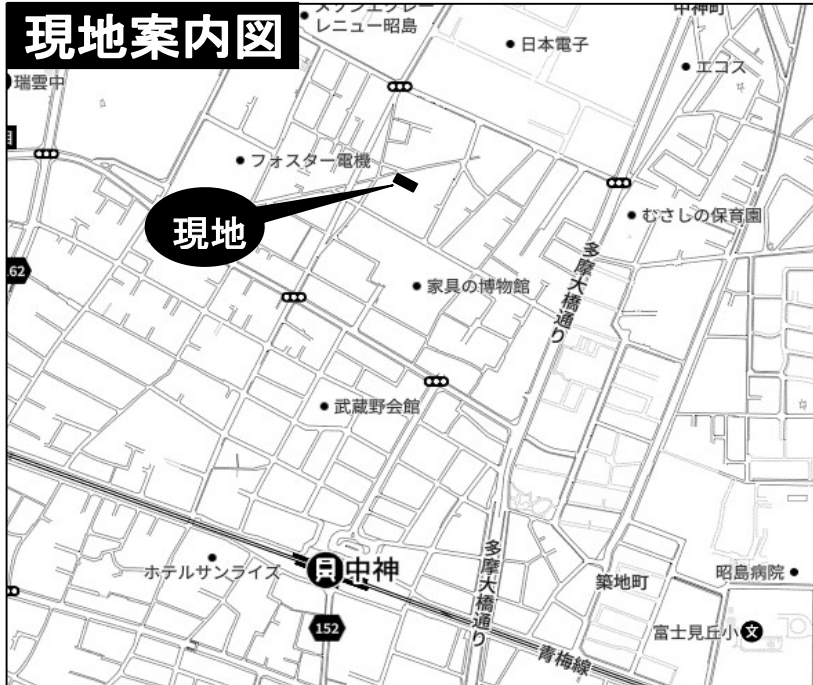 現地案内図
レニュー昭島
日本電子
中神町
エコス
瑞雲中
フォスター電機
現地
むさしの保育園
多摩大橋通り
62
家具の博物館
武蔵野会館
ホテルサンライズ
中神
152
多摩大橋通り
築地町
昭島病院
富士見丘小
文
青梅線